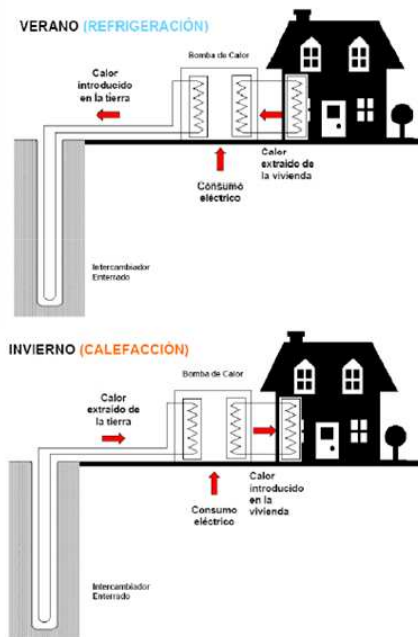 VERANO (REFRIGERACIÓN)
Bomba de Calor
Calor
introducido
en la tierra
Calor
extraído de
la vivienda
Consumo
eléctrico
Intercambiador
Enterrado
INVIERNO (CALEFACCIÓN)
Bomba de Calor
Calor
extraído de
la tierra
Calor
introducido
en la
vivienda
Consumo
eléctrico
Intercambiador
Enterrado